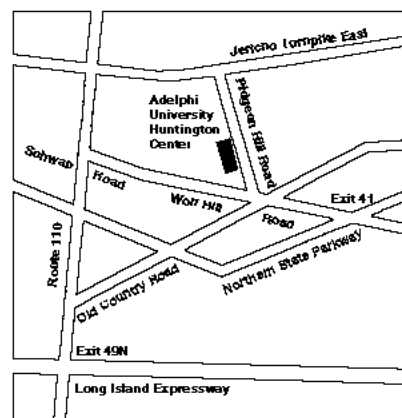 Jericho Turnpike East
Adelphi
University
Huntington
Center
Pidgeon Hill Road
Schwab
Road
Wolf Hill
Road
Exit 41
Route 110
Old Country Road
Northern State Parkway
Exit 49N
Long Island Expressway